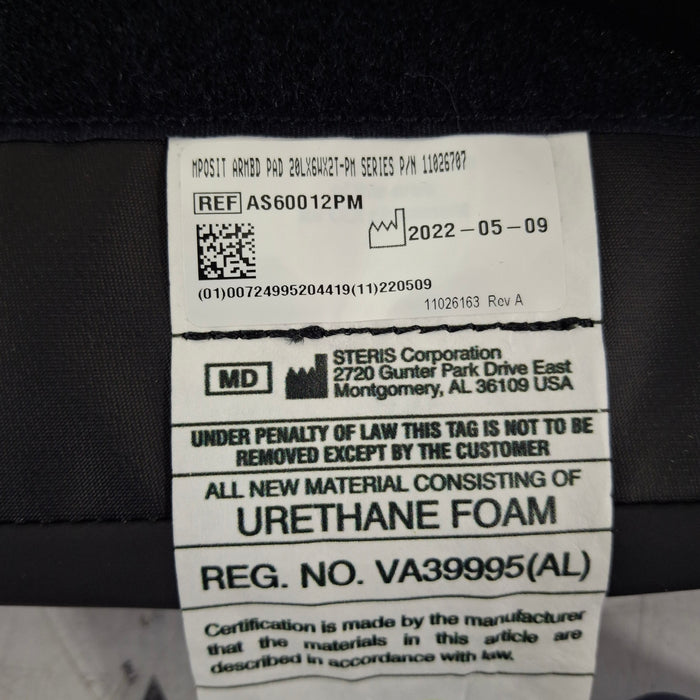 MPOSIT ARMBD PAD 20LX6WX2T-PM SERIES P/N 11026707
REF AS60012PM
2022-05-09
(01)00724995204419(11)220509
11026163 Rev A
MD
STERIS Corporation
2720 Gunter Park Drive East
Montgomery, AL 36109 USA
UNDER PENALTY OF LAW THIS TAG IS NOT TO BE
REMOVED EXCEPT BY THE CUSTOMER
ALL NEW MATERIAL CONSISTING OF
URETHANE FOAM
REG. NO. VA39995(AL)
Certification is made by the manufacturer
that the materials in this article are
described in accordance with law.